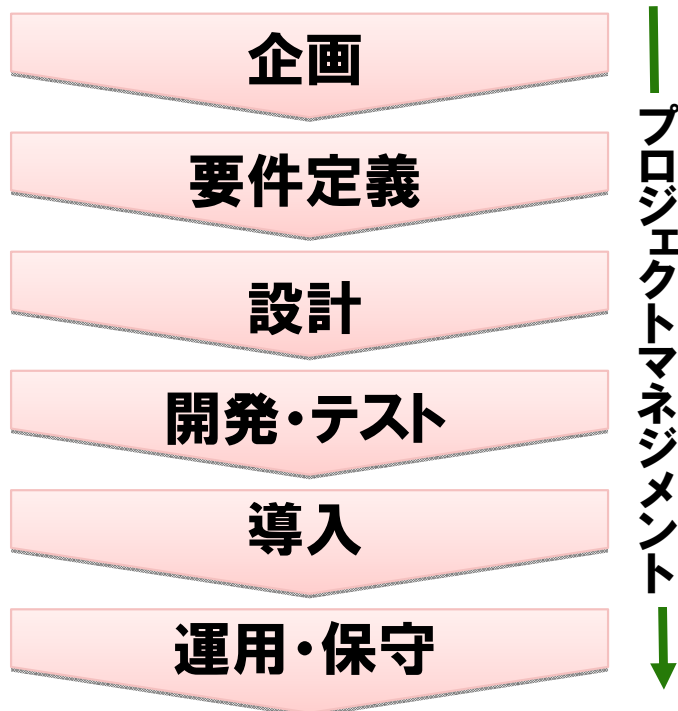 企画
要件定義
設計
開発・テスト
導入
運用・保守
プロジェクトマネジメント